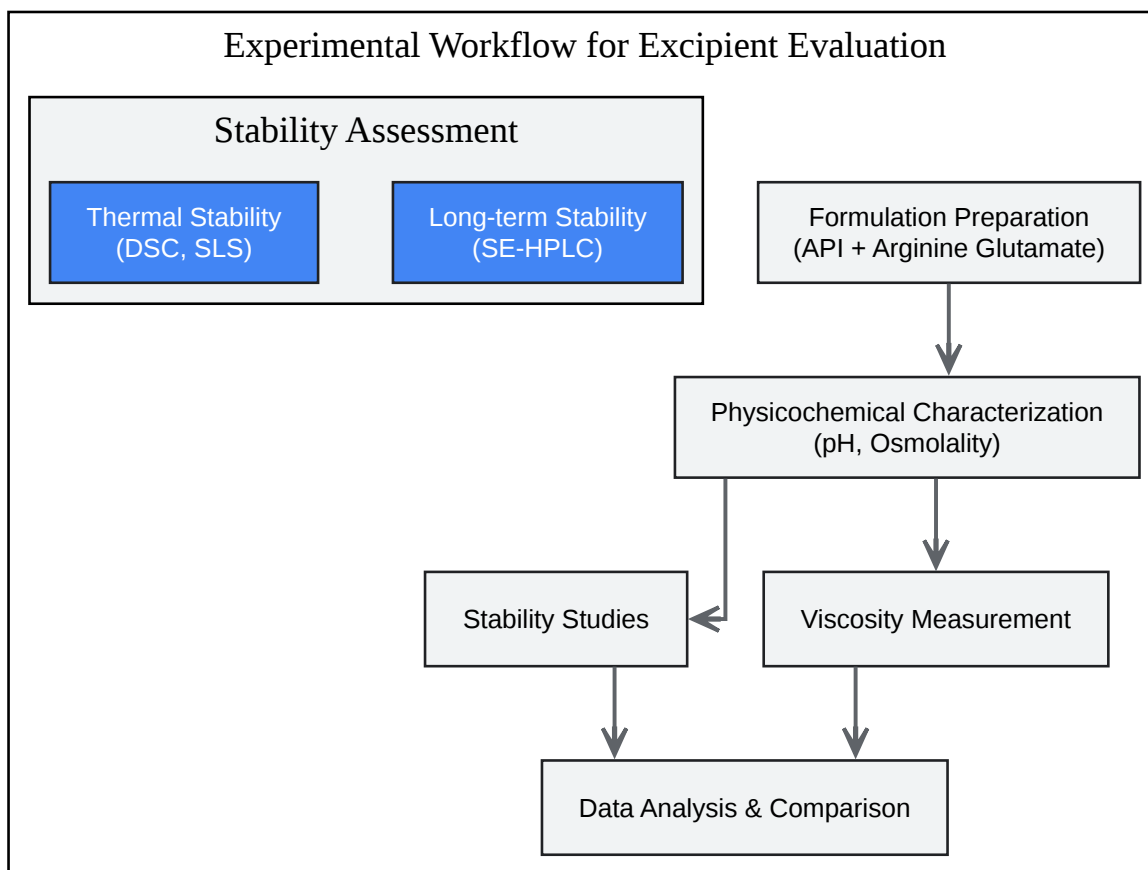 Experimental Workflow for Excipient Evaluation
Stability Assessment
Thermal Stability
(DSC, SLS)
Long-term Stability
(SE-HPLC)
Formulation Preparation
(API + Arginine Glutamate)
Physicochemical Characterization
(pH, Osmolality)
Stability Studies
Viscosity Measurement
Data Analysis & Comparison